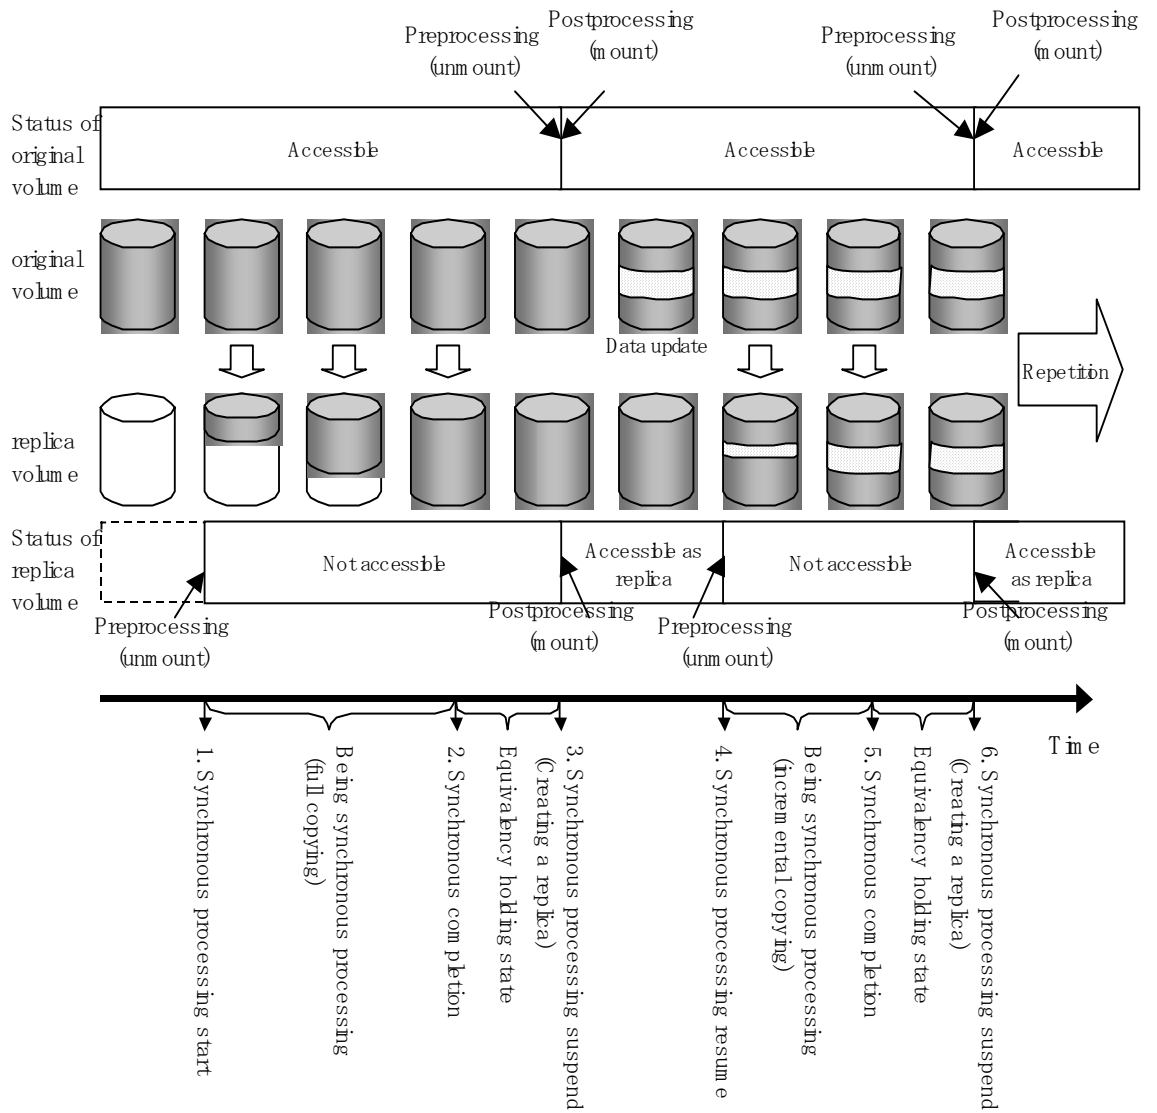 Preprocessing
(unmount)
Postprocessing
(mount)
Preprocessing
(unmount)
Postprocessing
(mount)
Status of
original
volume
Accessible
Accessible
Accessible
original
volume
Data update
Repetition
replica
volume
Status of
replica
volume
Not accessible
Accessible as
replica
Not accessible
Accessible
as replica
Preprocessing
(unmount)
Postprocessing
(mount)
Preprocessing
(unmount)
Postprocessing
(mount)
Time
1. Synchronous processing start
Being synchronous processing
(full copying)
2. Synchronous completion
Equivalency holding state
3. Synchronous processing suspend
(Creating a replica)
4. Synchronous processing resume
Being synchronous processing
(incremental copying)
5. Synchronous completion
Equivalency holding state
6. Synchronous processing suspend
(Creating a replica)